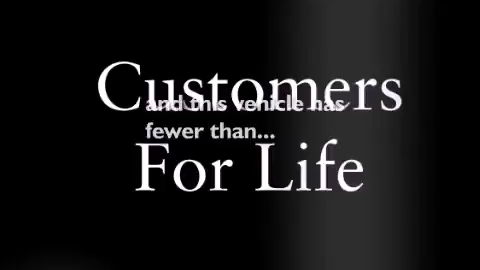 Customers
and this vehicle has
fewer than...
For Life